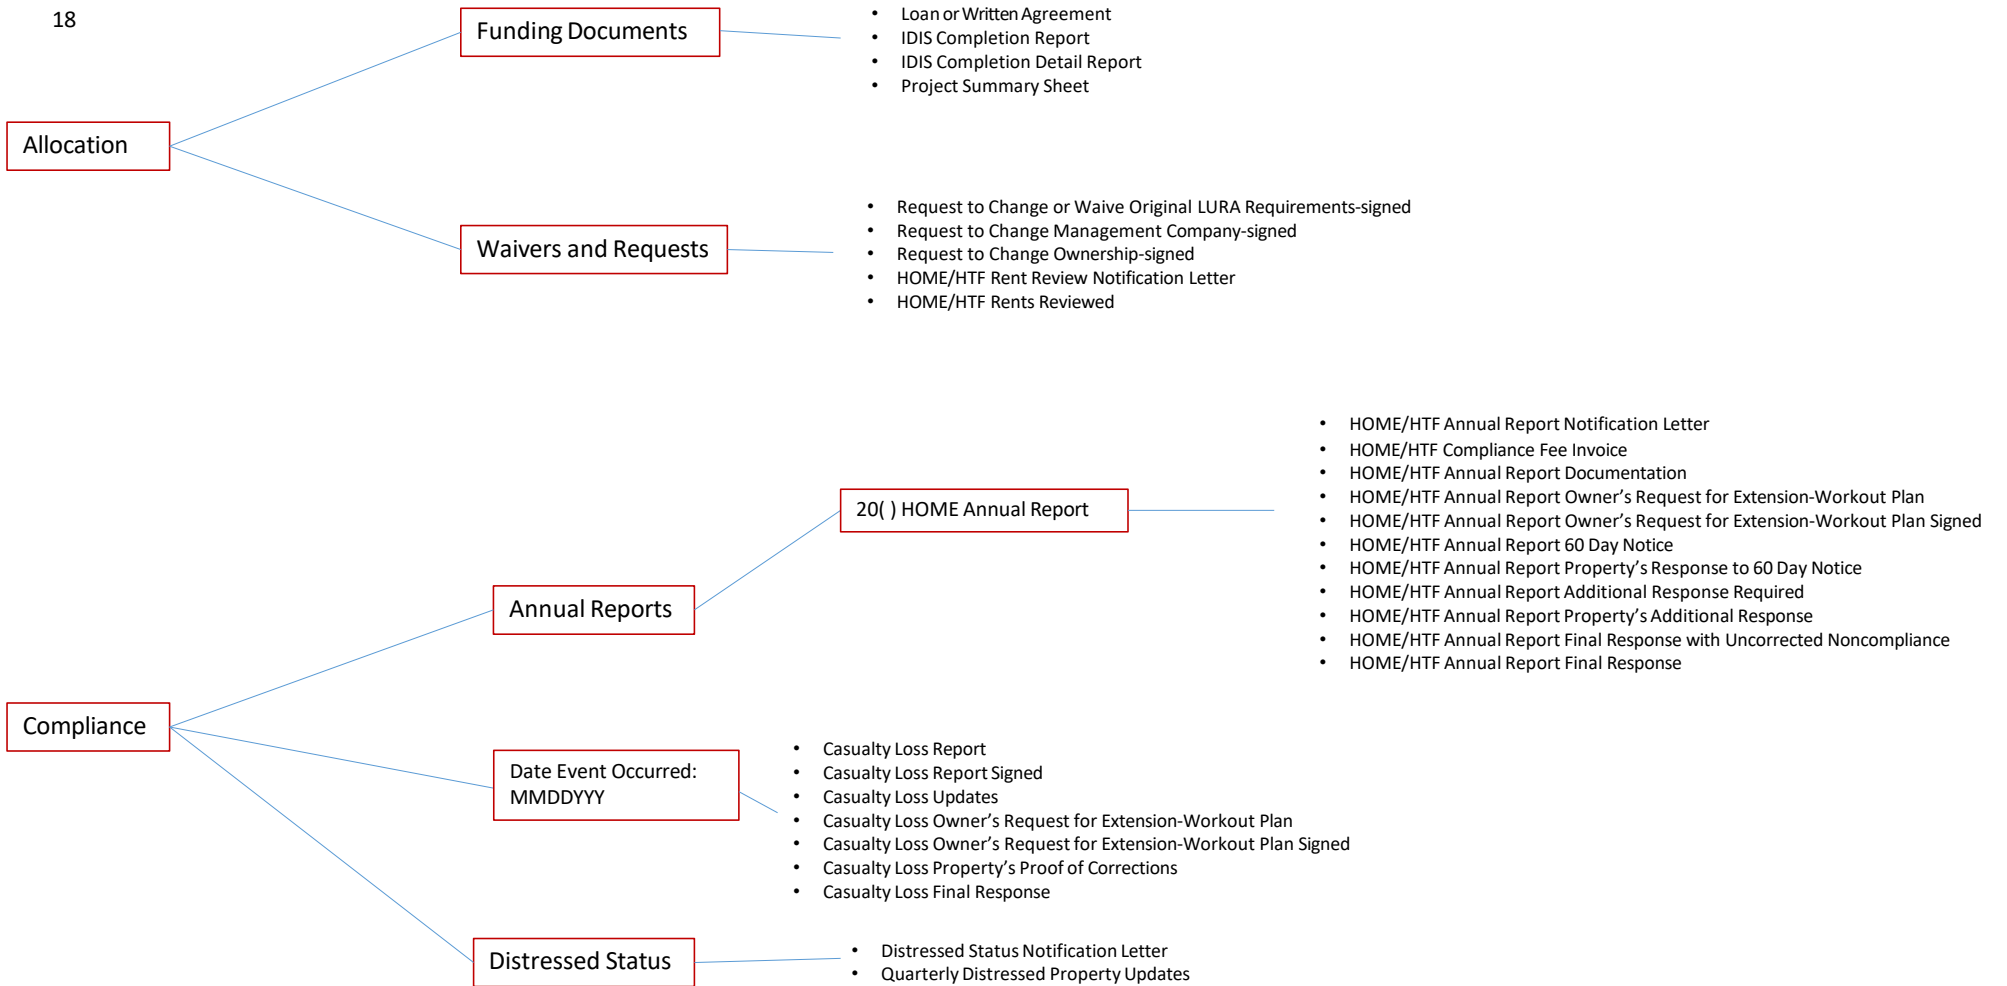 18
Funding Documents
• Loan or Written Agreement
• IDIS Completion Report
• IDIS Completion Detail Report
• Project Summary Sheet
Allocation
Waivers and Requests
• Request to Change or Waive Original LURA Requirements-signed
• Request to Change Management Company-signed
• Request to Change Ownership-signed
• HOME/HTF Rent Review Notification Letter
• HOME/HTF Rents Reviewed
• HOME/HTF Annual Report Notification Letter
• HOME/HTF Compliance Fee Invoice
• HOME/HTF Annual Report Documentation
• HOME/HTF Annual Report Owner’s Request for Extension-Workout Plan
• HOME/HTF Annual Report Owner’s Request for Extension-Workout Plan Signed
• HOME/HTF Annual Report 60 Day Notice
• HOME/HTF Annual Report Property’s Response to 60 Day Notice
• HOME/HTF Annual Report Additional Response Required
• HOME/HTF Annual Report Property’s Additional Response
• HOME/HTF Annual Report Final Response with Uncorrected Noncompliance
• HOME/HTF Annual Report Final Response
20( ) HOME Annual Report
Annual Reports
Compliance
Date Event Occurred:
MMDDYYY
• Casualty Loss Report
• Casualty Loss Report Signed
• Casualty Loss Updates
• Casualty Loss Owner’s Request for Extension-Workout Plan
• Casualty Loss Owner’s Request for Extension-Workout Plan Signed
• Casualty Loss Property’s Proof of Corrections
• Casualty Loss Final Response
Distressed Status
• Distressed Status Notification Letter
• Quarterly Distressed Property Updates